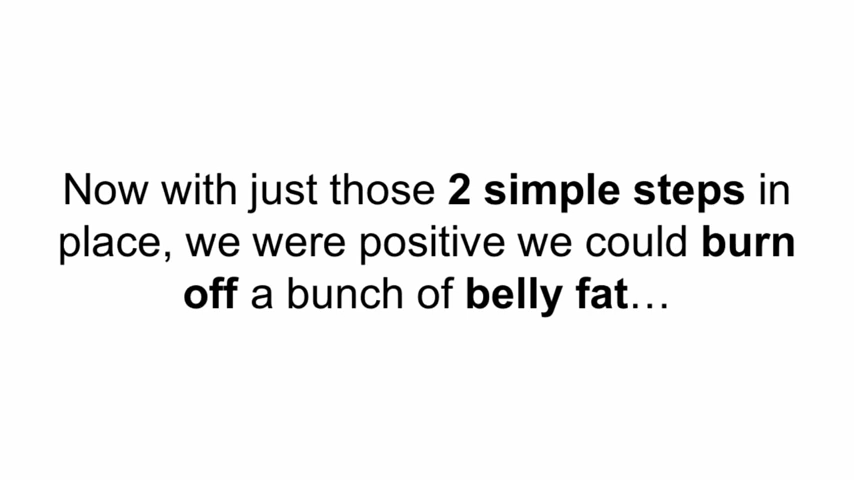 Now with just those 2 simple steps in
place, we were positive we could burn
off a bunch of belly fat…